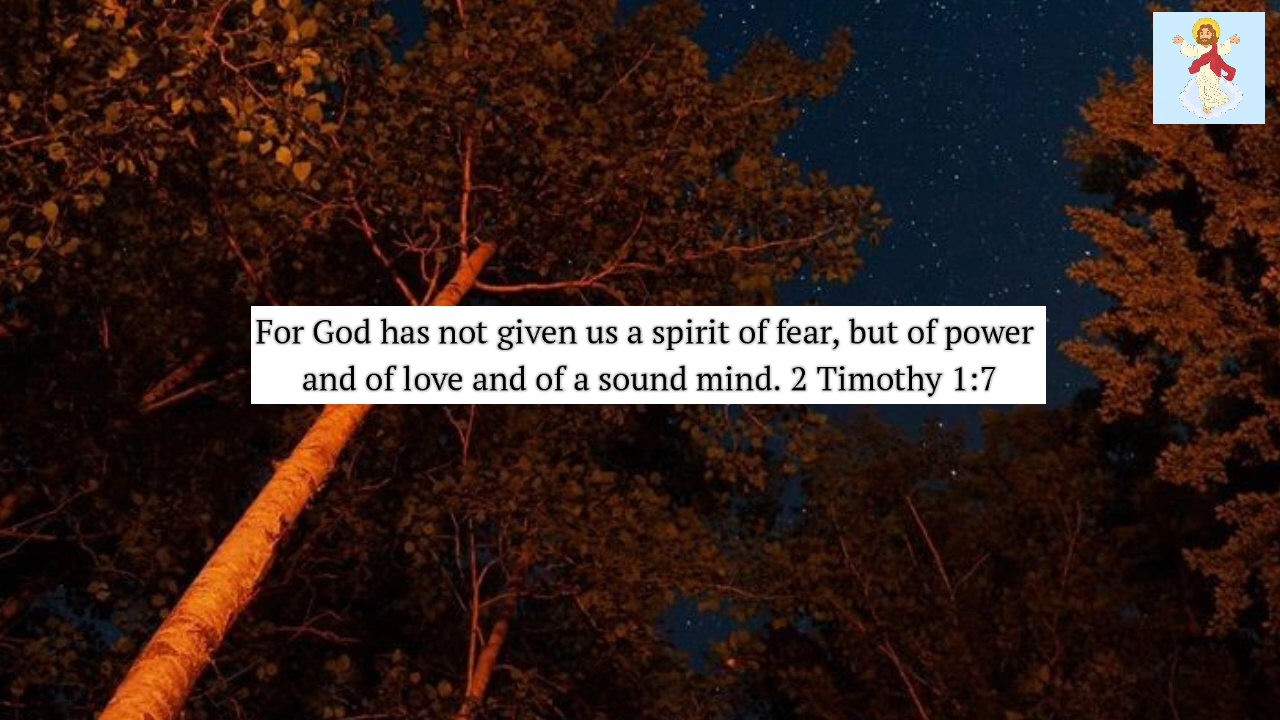 For God has not given us a spirit of fear, but of power
and of love and of a sound mind. 2 Timothy 1:7